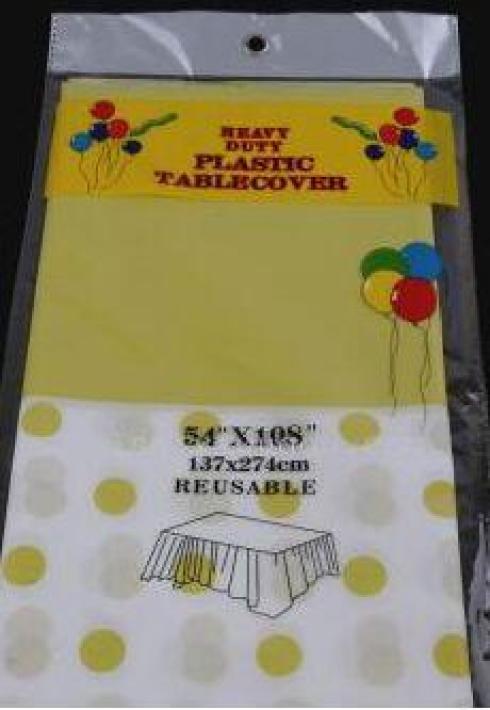 HEAVY
DUTY
PLASTIC
TABLECOVER
54"X108"
137x274cm
REUSABLE